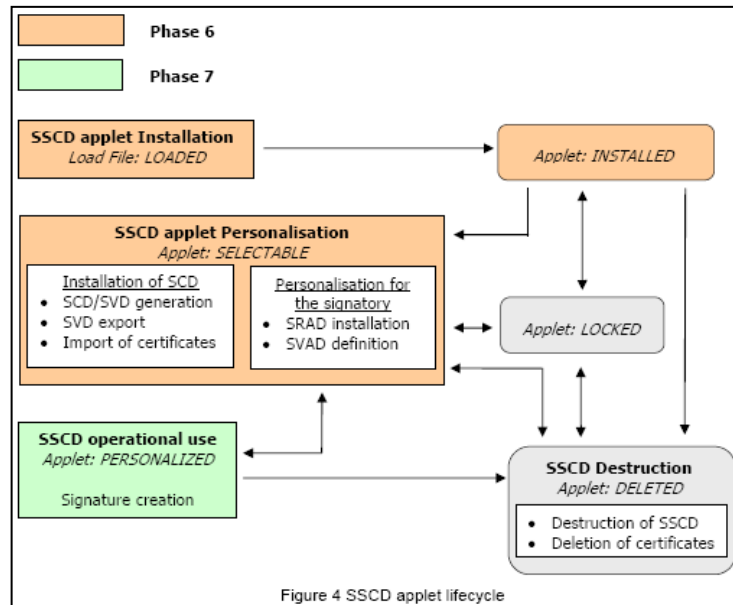 Phase 6
Phase 7
SSCD applet Installation
Load File: LOADED
Applet: INSTALLED
SSCD applet Personalisation
Applet: SELECTABLE
Installation of SCD
• SCD/SVD generation
• SVD export
• Import of certificates
Personalisation for
the signatory
• SRAD installation
• SVAD definition
Applet: LOCKED
SSCD operational use
Applet: PERSONALIZED
Signature creation
SSCD Destruction
Applet: DELETED
• Destruction of SSCD
• Deletion of certificates
Figure 4 SSCD applet lifecycle